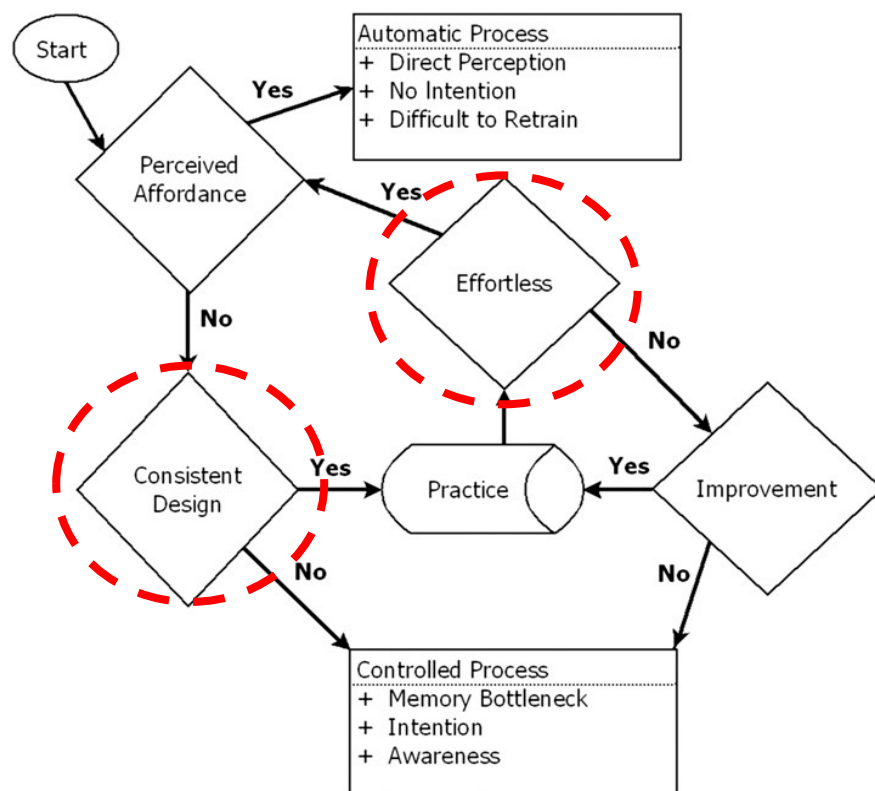 Start
Automatic Process
+ Direct Perception
+ No Intention
+ Difficult to Retrain
Yes
Perceived
Affordance
Yes
Effortless
No
No
Consistent
Design
Yes
Practice
Yes
Improvement
No
No
Controlled Process
+ Memory Bottleneck
+ Intention
+ Awareness